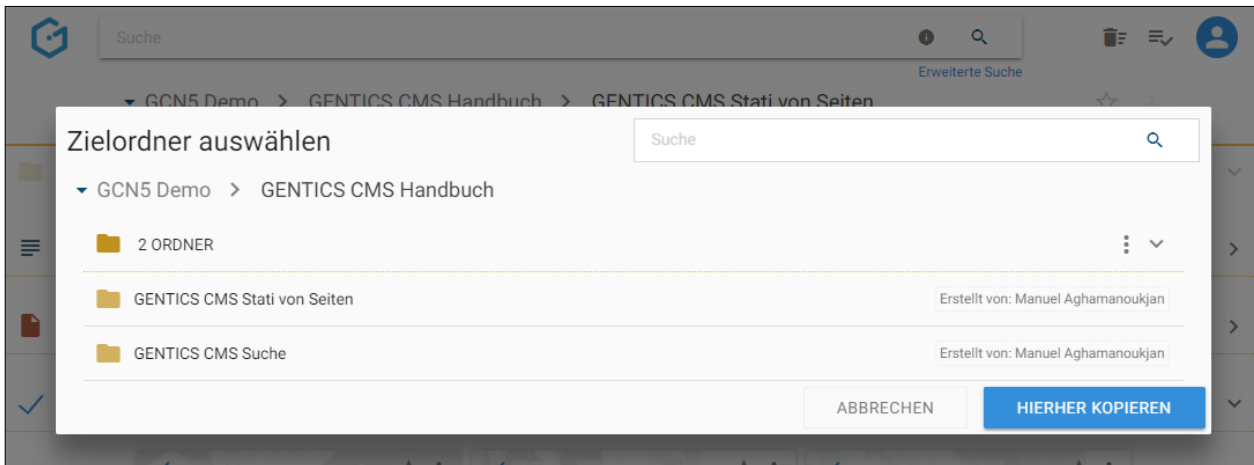 Suche
Erweiterte Suche
GCN5 Demo > GENTICS CMS Handbuch > GENTICS CMS Stati von Seiten
Zielordner auswählen
Suche
GCN5 Demo > GENTICS CMS Handbuch
2 ORDNER
GENTICS CMS Stati von Seiten Erstellt von: Manuel Aghamanoukjan
GENTICS CMS Suche Erstellt von: Manuel Aghamanoukjan
ABBRECHEN HIERHER KOPIEREN